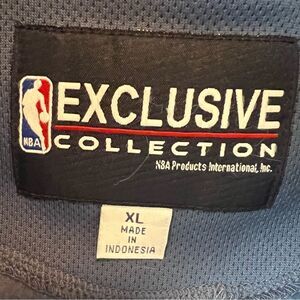 EXCLUSIVE
NBA
COLLECTION
NBA Products International, Inc.
XL
MADE
IN
INDONESIA